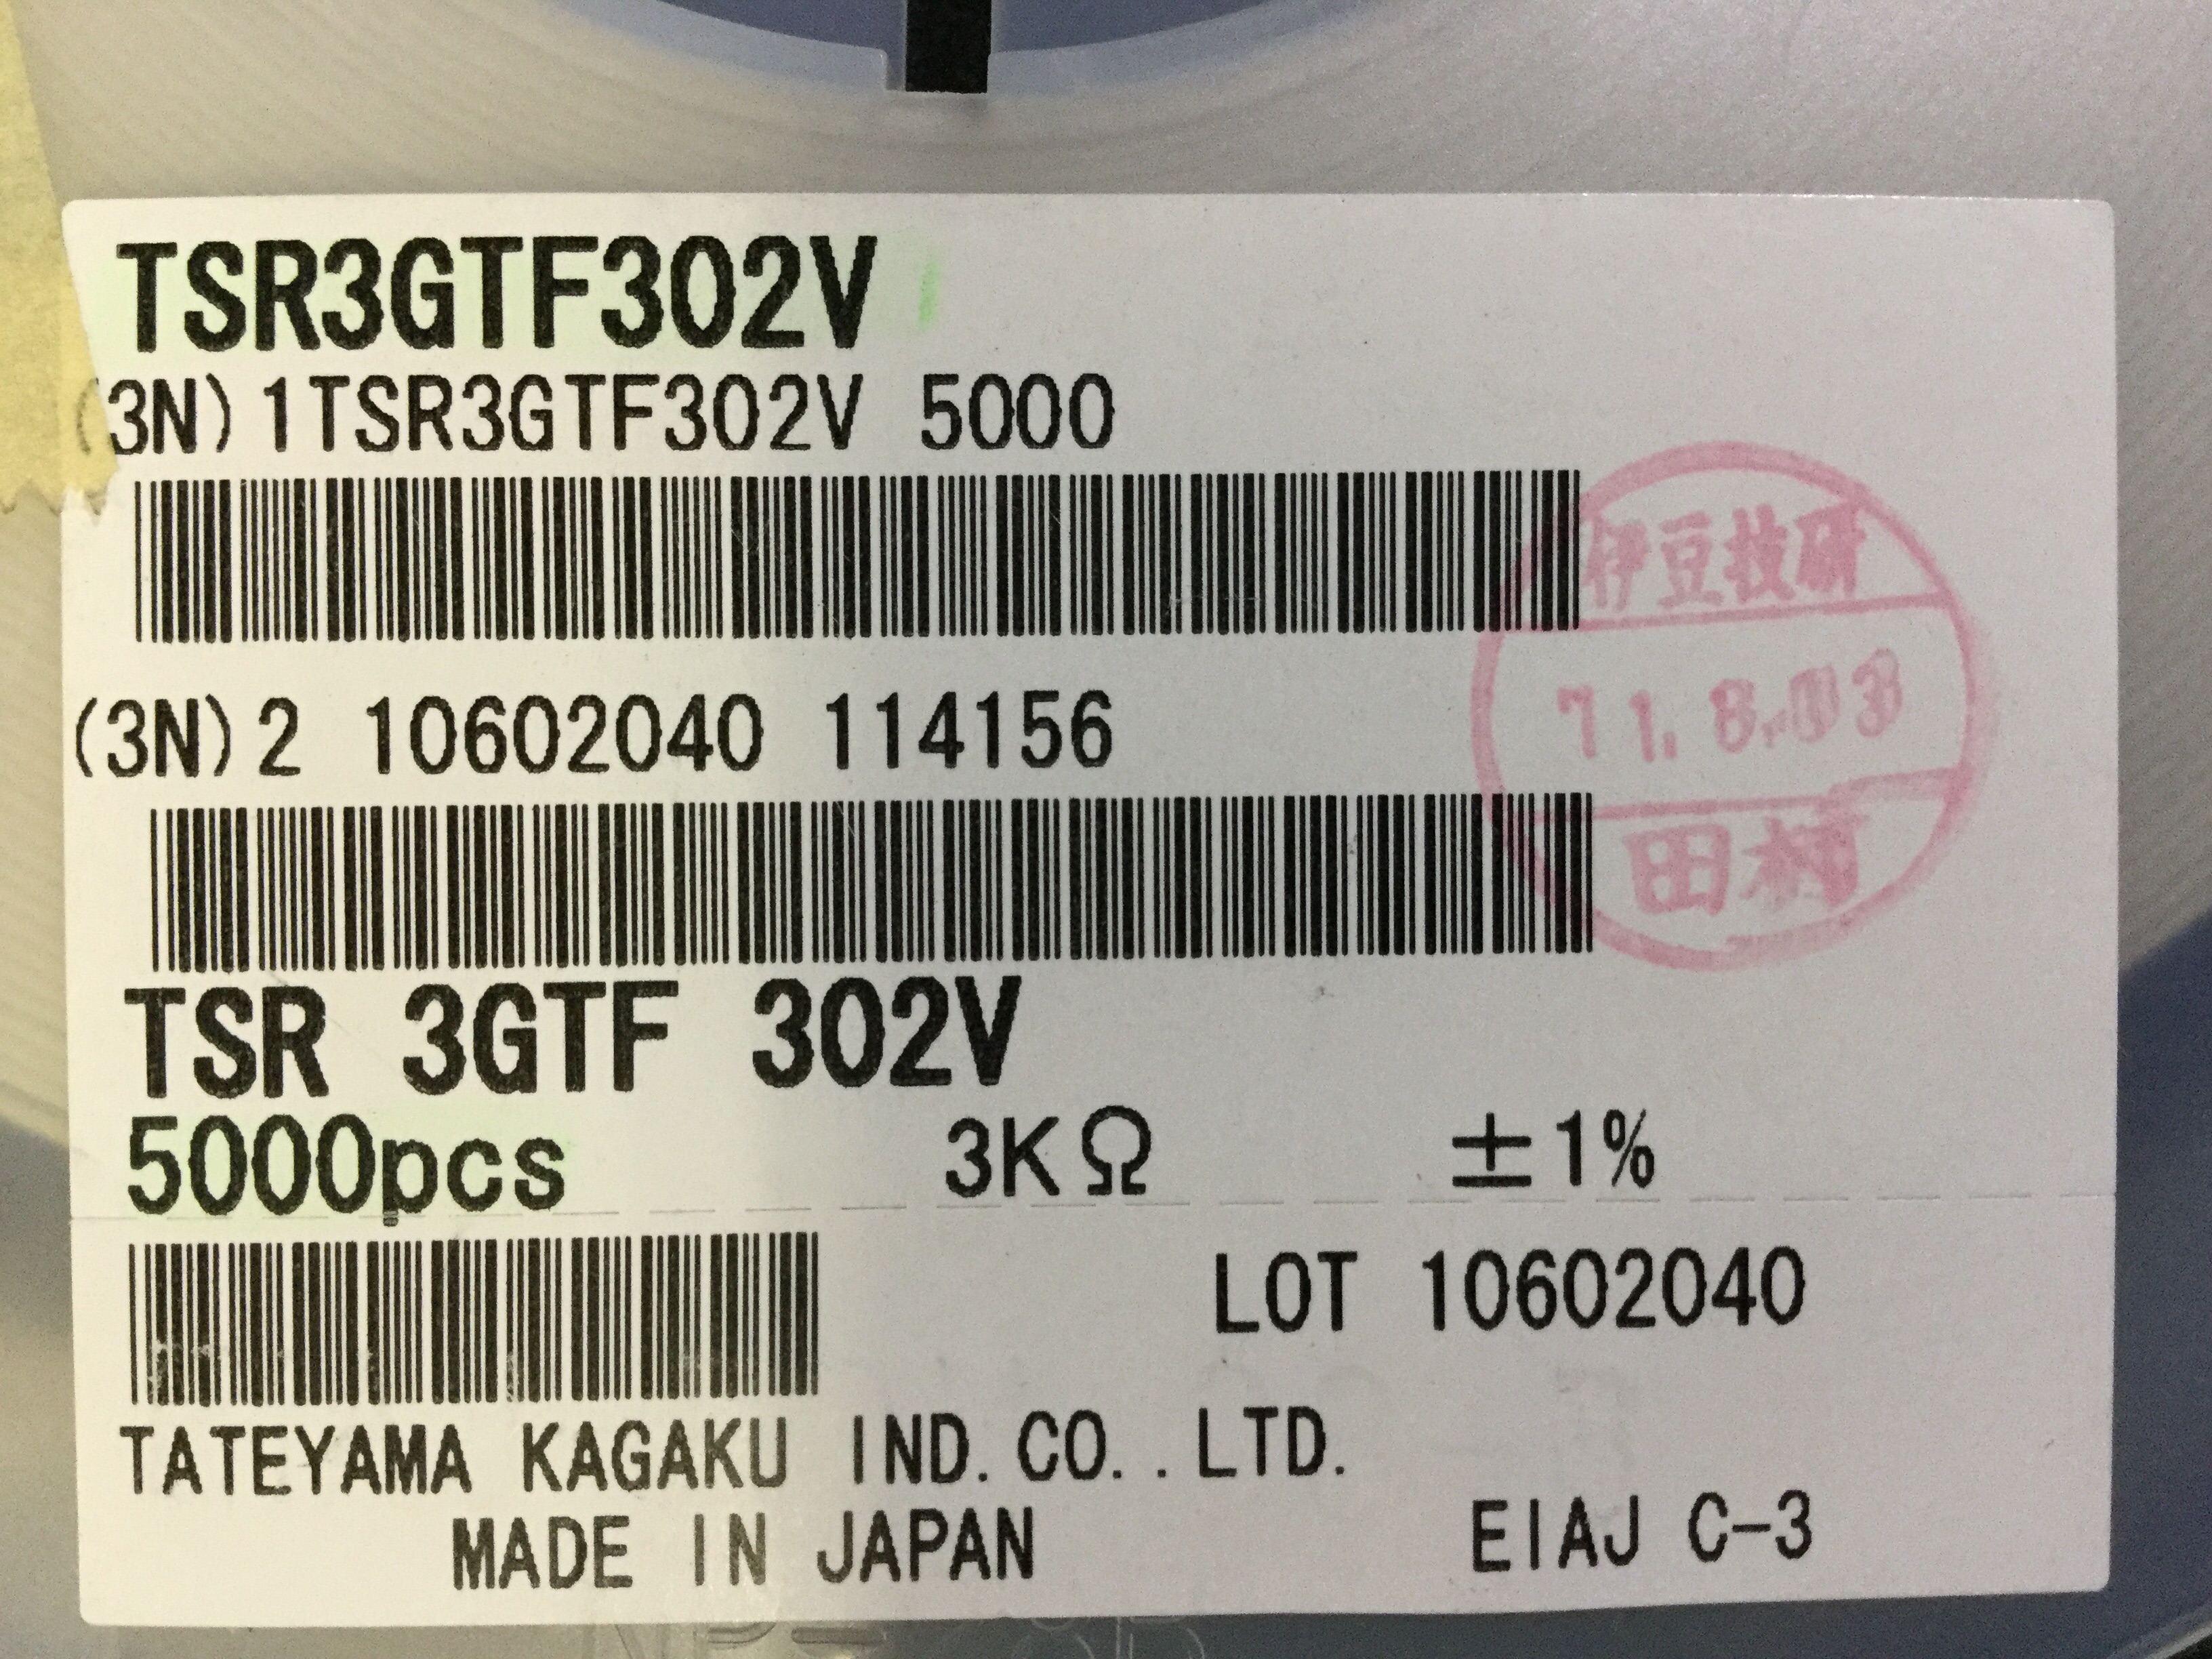 TSR3GTF302V
(3N)1TSR3GTF302V 5000
伊豆技研
(3N)2 10602040 114156
田村
TSR 3GTF 302V
5000pcs 3KΩ ±1%
LOT 10602040
TATEYAMA KAGAKU IND.CO..LTD.
MADE IN JAPAN EIAJ C-3